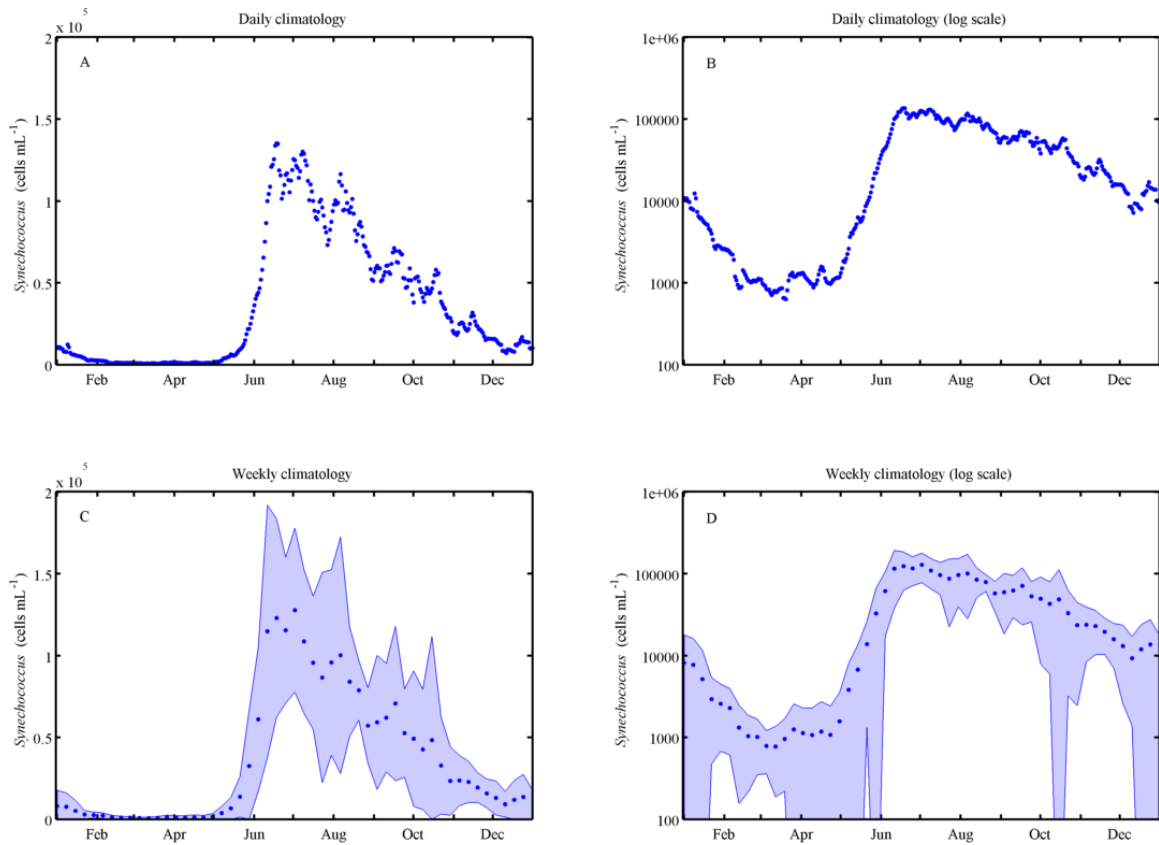 Daily climatology
x 10 5
A
2
1.5
1
0.5
0
Synechococcus (cells mL-1)
Feb Apr Jun Aug Oct Dec
Daily climatology (log scale)
B
1e+06
100000
10000
1000
100
Synechococcus (cells mL-1)
Feb Apr Jun Aug Oct Dec
Weekly climatology
x 10 5
C
2
1.5
1
0.5
0
Synechococcus (cells mL-1)
Feb Apr Jun Aug Oct Dec
Weekly climatology (log scale)
D
1e+06
100000
10000
1000
100
Synechococcus (cells mL-1)
Feb Apr Jun Aug Oct Dec